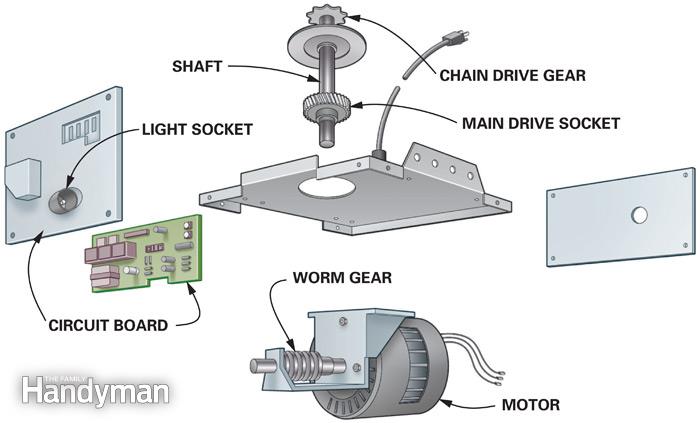 SHAFT
CHAIN DRIVE GEAR
MAIN DRIVE SOCKET
LIGHT SOCKET
WORM GEAR
CIRCUIT BOARD
MOTOR
THE FAMILY
Handyman